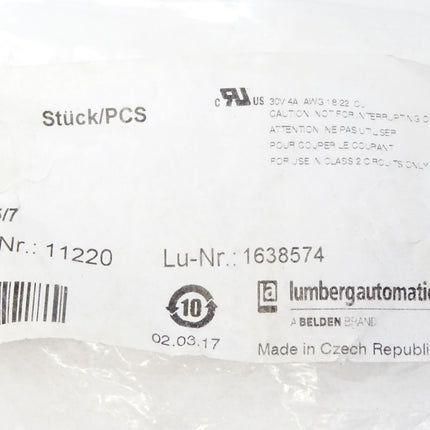 c RU US 30V 4A AWG 18-22 CU
CAUTION: NOT FOR INTERRUPTING C
ATTENTION: NE PAS UTILISER
POUR COUPER LE COURANT
FOR USE IN CLASS 2 CIRCUITS ONLY
Stück/PCS
5/7
Nr.: 11220
Lu-Nr.: 1638574
10
02.03.17
a lumbergautomatio
A BELDEN BRAND
Made in Czech Republi